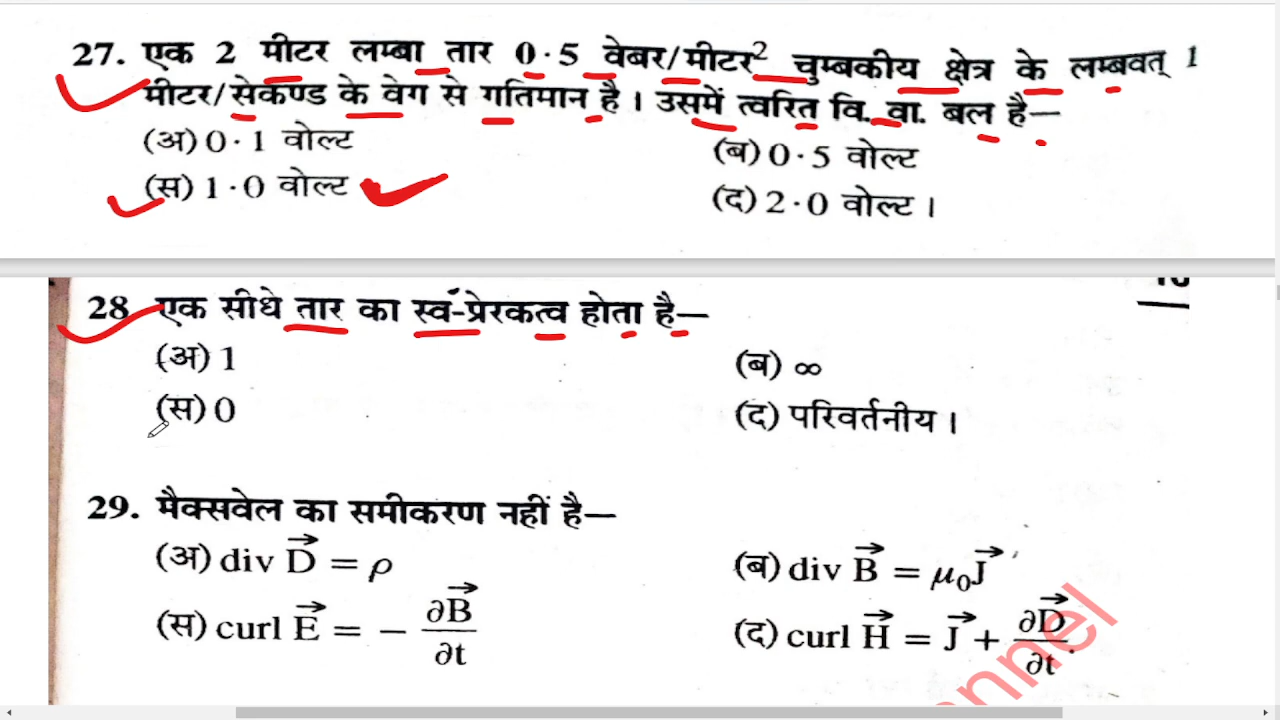 27. एक 2 मीटर लम्बा तार 0·5 वेबर/मीटर² चुम्बकीय क्षेत्र के लम्बवत् 1
मीटर/सेकेण्ड के वेग से गतिमान है। उसमें त्वरित वि. वा. बल है—
(अ) 0·1 वोल्ट (ब) 0·5 वोल्ट
(स) 1·0 वोल्ट (द) 2·0 वोल्ट।
28. एक सीधे तार का स्व-प्रेरकत्व होता है—
(अ) 1 (ब) ∞
(स) 0 (द) परिवर्तनीय।
29. मैक्सवेल का समीकरण नहीं है—
(अ) div D⃗ = ρ (ब) div B⃗ = μ₀J⃗
(स) curl E⃗ = − ∂B⃗/∂t (द) curl H⃗ = J⃗ + ∂D⃗/∂t.